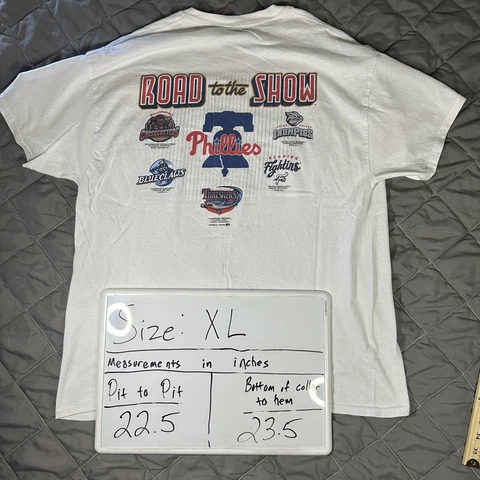 ROAD to the SHOW
CROSSCUTTERS
Phillies
IRONPIGS
BLUECLAWS
READING
Fightins
THRESHERS
Size: XL
Measurements in inches
Pit to Pit
22.5
Bottom of collar
to hem
23.5